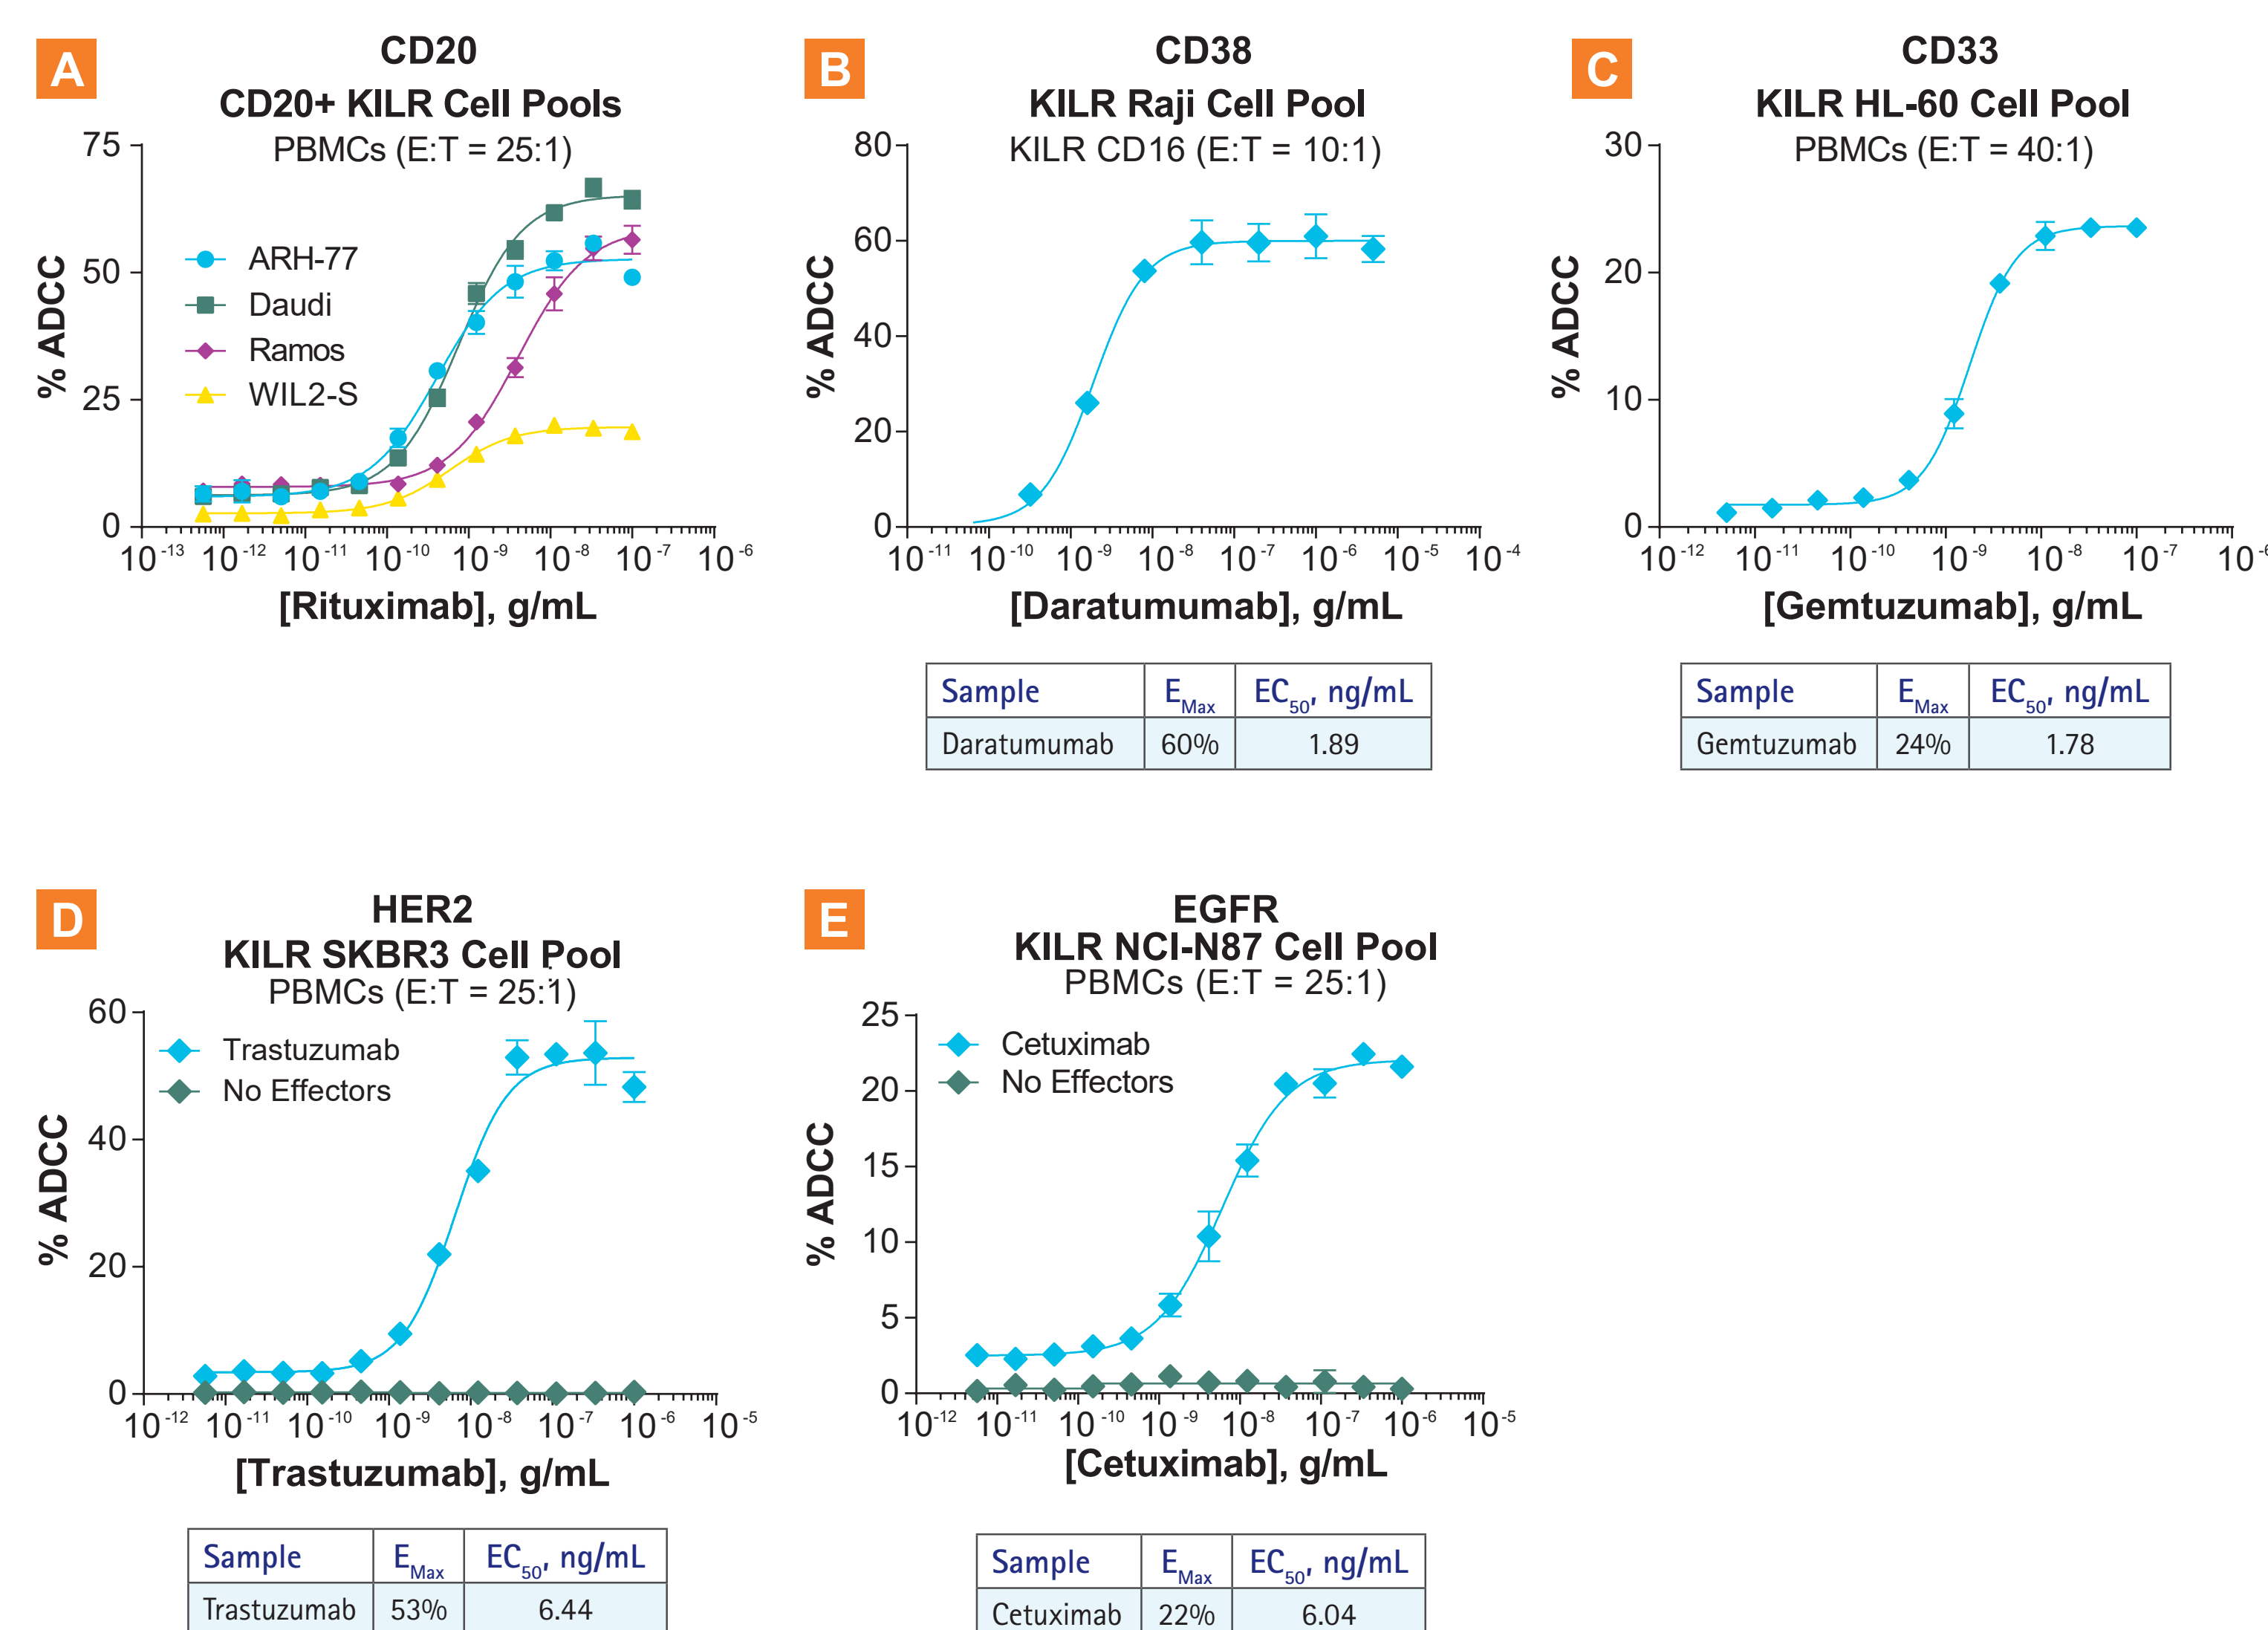 A
CD20
CD20+ KILR Cell Pools
PBMCs (E:T = 25:1)
75
50
25
0
% ADCC
ARH-77
Daudi
Ramos
WIL2-S
10-13 10-12 10-11 10-10 10-9 10-8 10-7 10-6
[Rituximab], g/mL
B
CD38
KILR Raji Cell Pool
KILR CD16 (E:T = 10:1)
80
60
40
20
0
% ADCC
10-11 10-10 10-9 10-8 10-7 10-6 10-5 10-4
[Daratumumab], g/mL
Sample EMax EC50, ng/mL
Daratumumab 60% 1.89
C
CD33
KILR HL-60 Cell Pool
PBMCs (E:T = 40:1)
30
20
10
0
% ADCC
10-12 10-11 10-10 10-9 10-8 10-7 10-6
[Gemtuzumab], g/mL
Sample EMax EC50, ng/mL
Gemtuzumab 24% 1.78
D
HER2
KILR SKBR3 Cell Pool
PBMCs (E:T = 25:1)
60
40
20
0
% ADCC
Trastuzumab
No Effectors
10-12 10-11 10-10 10-9 10-8 10-7 10-6 10-5
[Trastuzumab], g/mL
Sample EMax EC50, ng/mL
Trastuzumab 53% 6.44
E
EGFR
KILR NCI-N87 Cell Pool
PBMCs (E:T = 25:1)
25
20
15
10
5
0
% ADCC
Cetuximab
No Effectors
10-12 10-11 10-10 10-9 10-8 10-7 10-6 10-5
[Cetuximab], g/mL
Sample EMax EC50, ng/mL
Cetuximab 22% 6.04